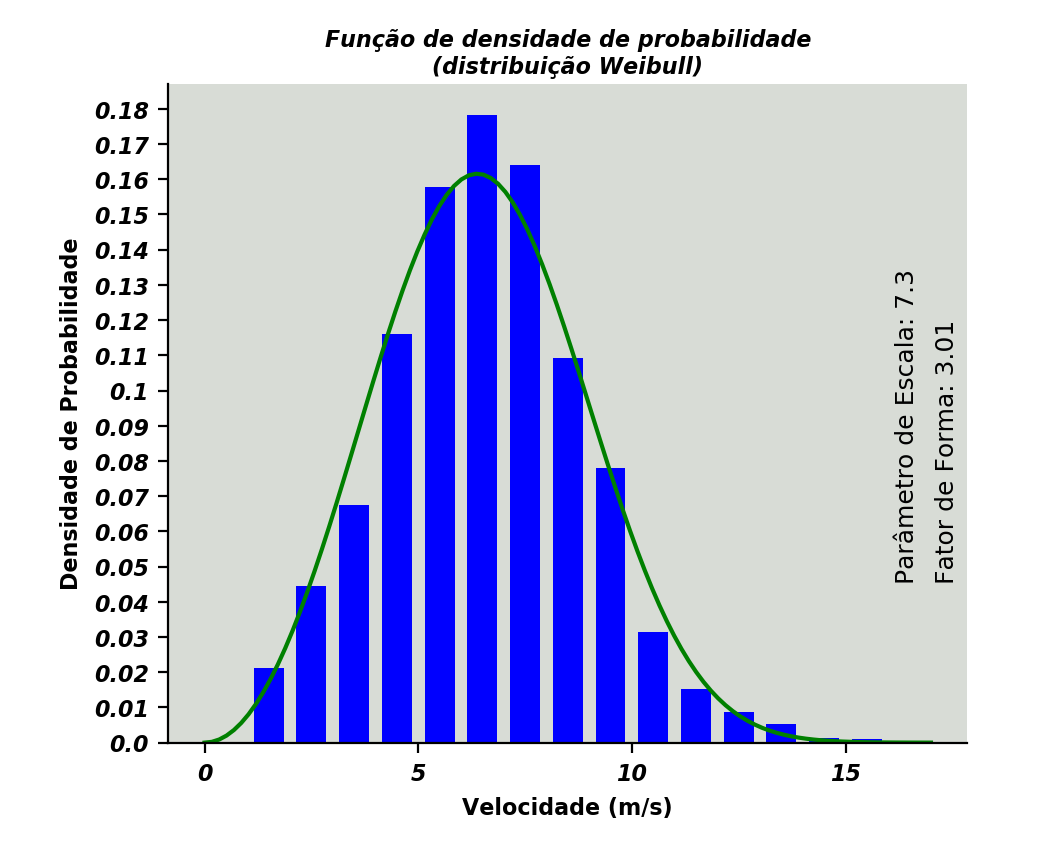 Função de densidade de probabilidade
(distribuição Weibull)
Densidade de Probabilidade
0.18
0.17
0.16
0.15
0.14
0.13
0.12
0.11
0.1
0.09
0.08
0.07
0.06
0.05
0.04
0.03
0.02
0.01
0.0
0 5 10 15
Velocidade (m/s)
Parâmetro de Escala: 7.3
Fator de Forma: 3.01